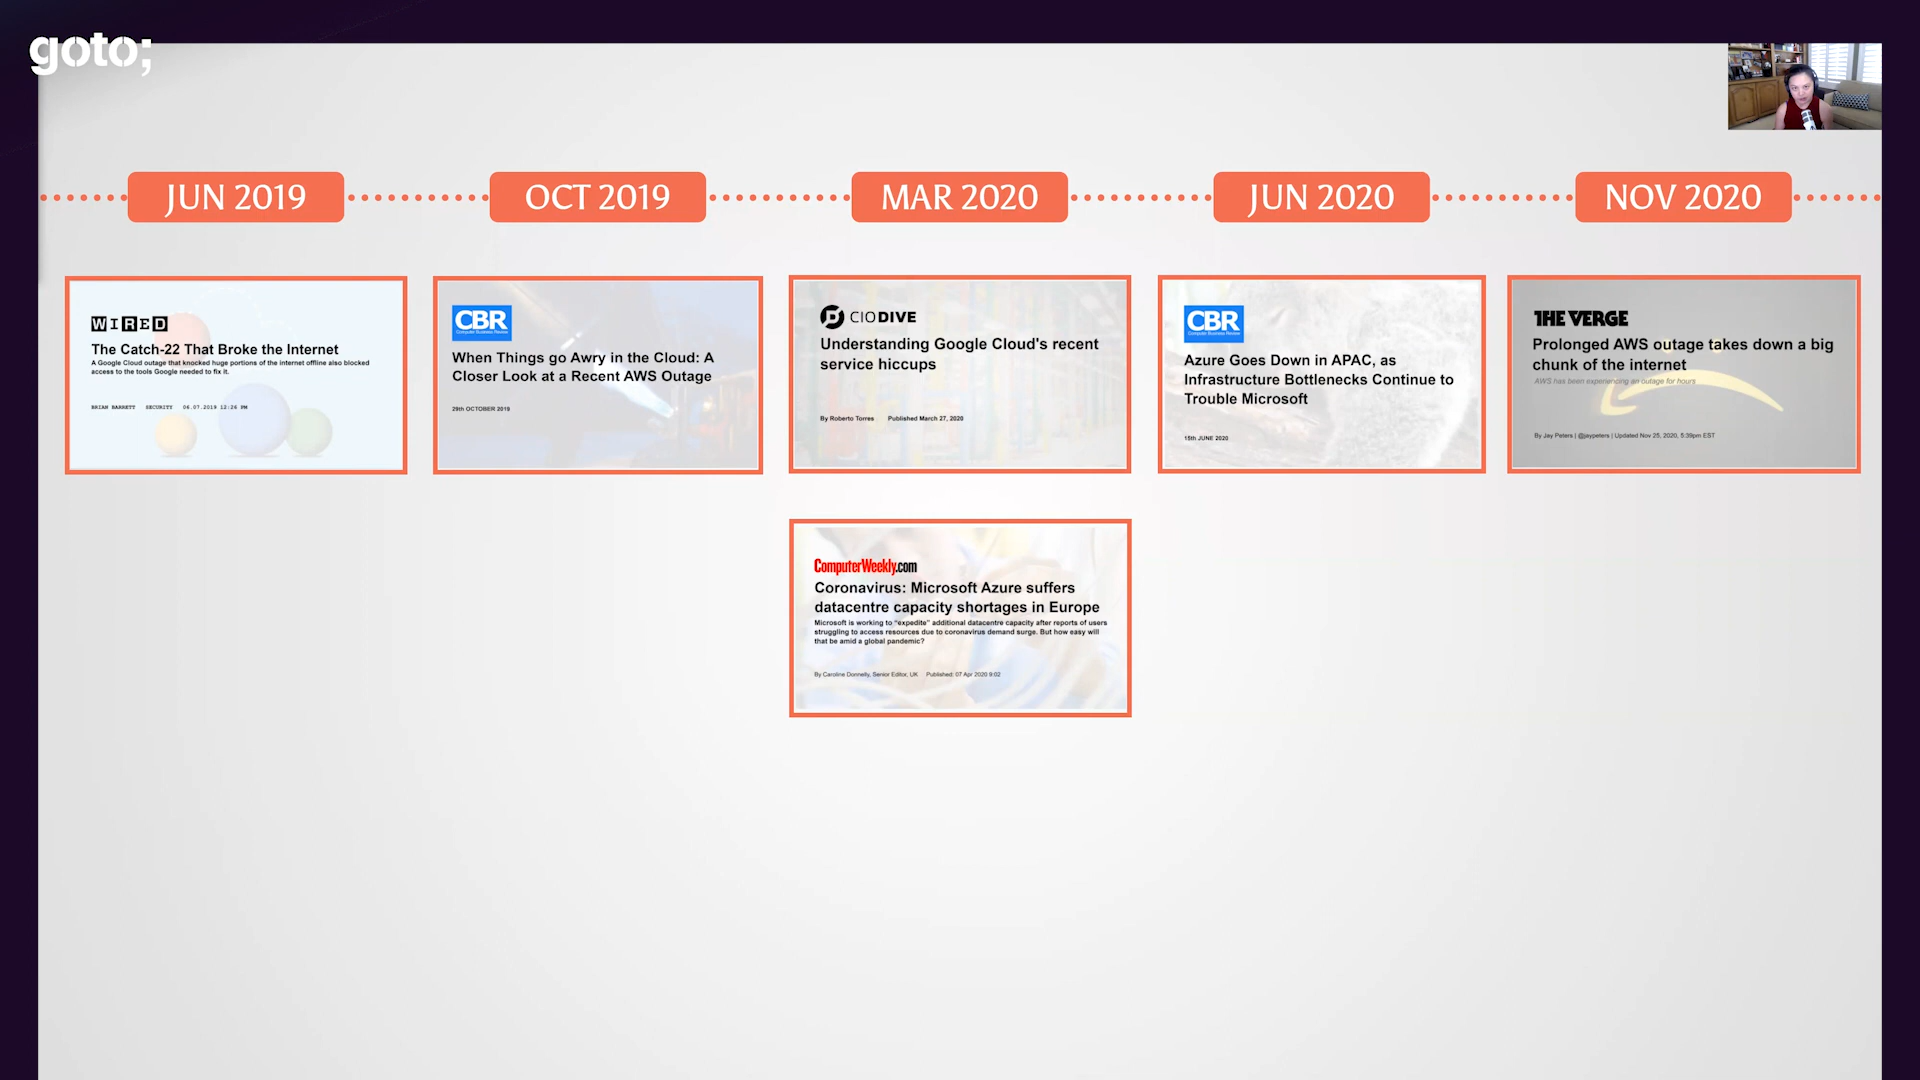 goto;
JUN 2019
OCT 2019
MAR 2020
JUN 2020
NOV 2020
WIRED
The Catch-22 That Broke the Internet
A Google Cloud outage that knocked huge portions of the internet offline also blocked
access to the tools Google needed to fix it.
BRIAN BARRETT SECURITY 06.07.2019 12:26 PM
CBR
Computer Business Review
When Things go Awry in the Cloud: A
Closer Look at a Recent AWS Outage
29th OCTOBER 2019
CIODIVE
Understanding Google Cloud's recent
service hiccups
By Roberto Torres Published March 27, 2020
CBR
Computer Business Review
Azure Goes Down in APAC, as
Infrastructure Bottlenecks Continue to
Trouble Microsoft
15th JUNE 2020
THE VERGE
Prolonged AWS outage takes down a big
chunk of the internet
AWS has been experiencing an outage for hours
By Jay Peters | @jaypeters | Updated Nov 25, 2020, 5:39pm EST
ComputerWeekly.com
Coronavirus: Microsoft Azure suffers
datacentre capacity shortages in Europe
Microsoft is working to “expedite” additional datacentre capacity after reports of users
struggling to access resources due to coronavirus demand surge. But how easy will
that be amid a global pandemic?
By Caroline Donnelly, Senior Editor, UK Published: 07 Apr 2020 9:02